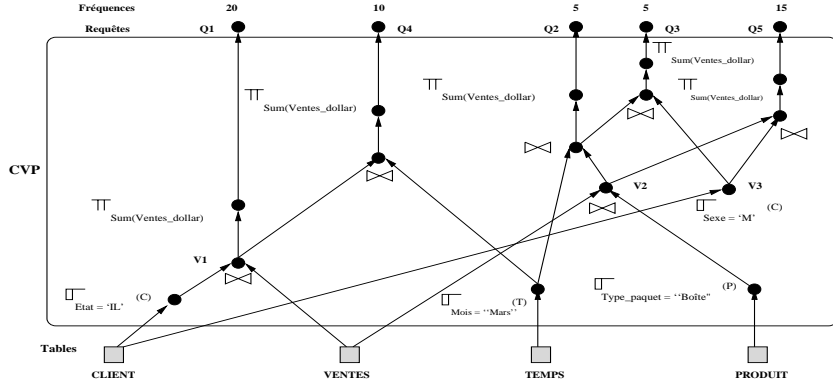 Fréquences 20 10 5 5 15
Requêtes Q1 Q4 Q2 Q3 Q5
Sum(Ventes_dollar)
Sum(Ventes_dollar)
Sum(Ventes_dollar)
Sum(Ventes_dollar)
CVP
V2
V3
Sexe = ‘M’ (C)
Sum(Ventes_dollar)
V1
(C)
Etat = ‘IL’
(T)
Mois = ‘‘Mars’’
(P)
Type_paquet = ‘‘Boîte"
Tables
CLIENT VENTES TEMPS PRODUIT